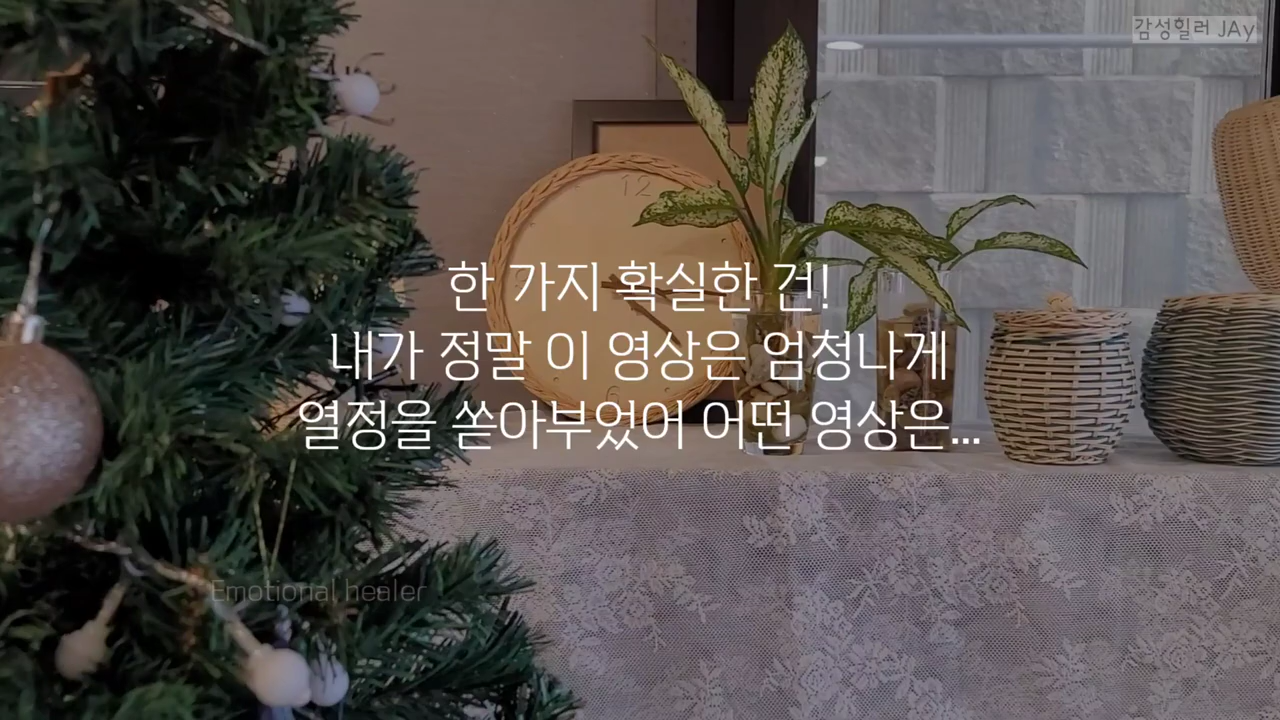 감성힐러 JAy
12
한 가지 확실한 건!
내가 정말 이 영상은 엄청나게
열정을 쏟아부었어 어떤 영상은...
6
Emotional healer